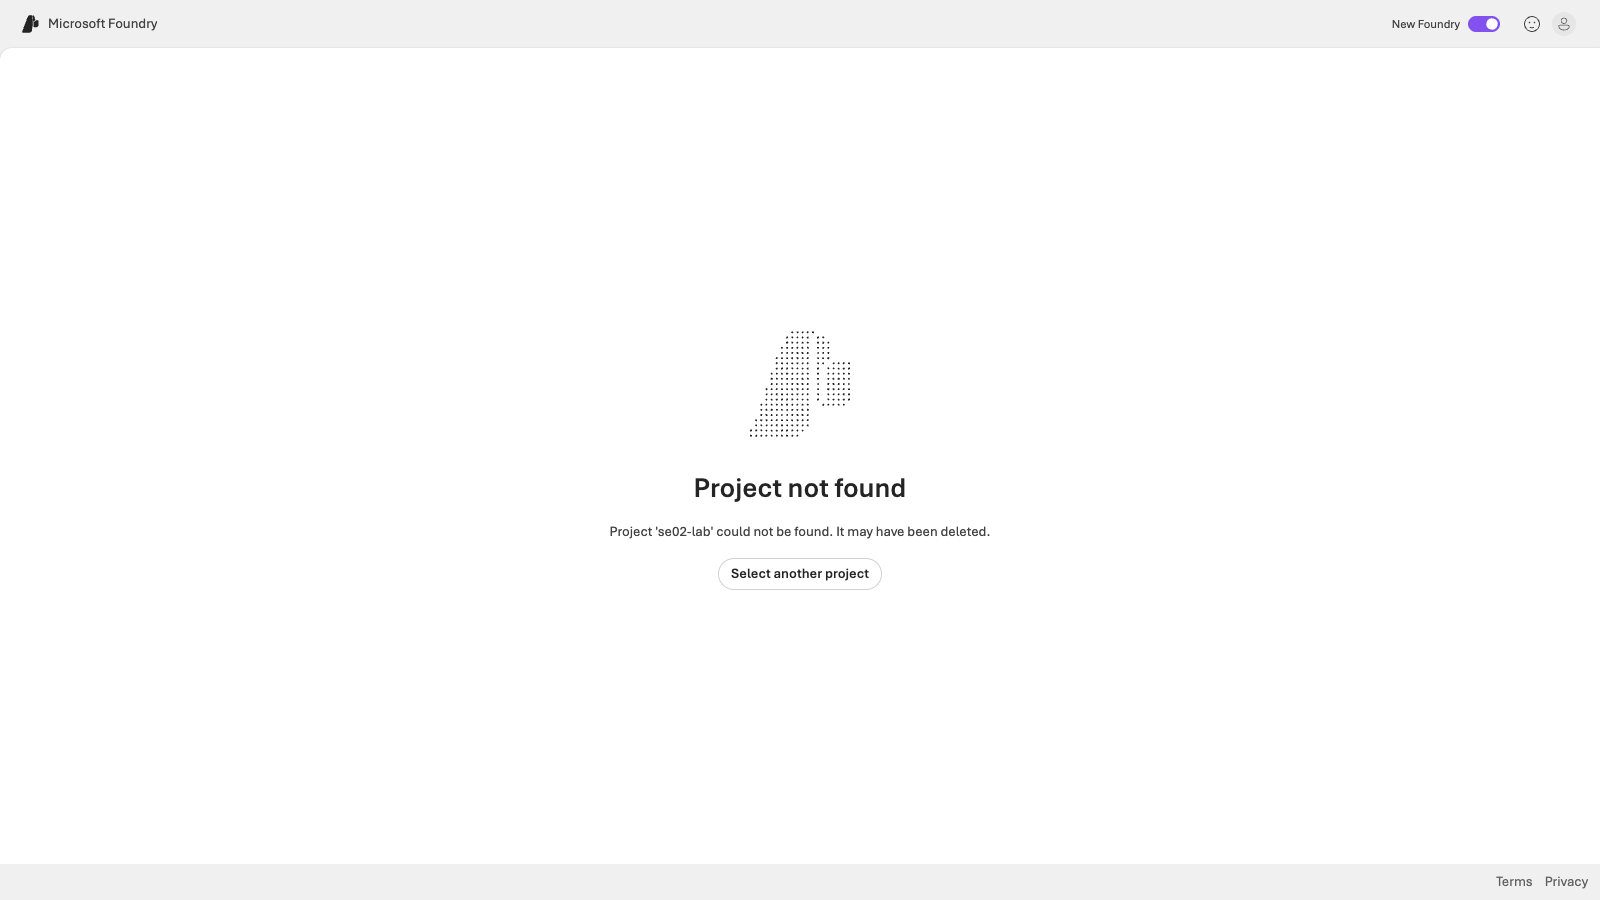 Microsoft Foundry
New Foundry
Project not found
Project 'se02-lab' could not be found. It may have been deleted.
Select another project
Terms Privacy